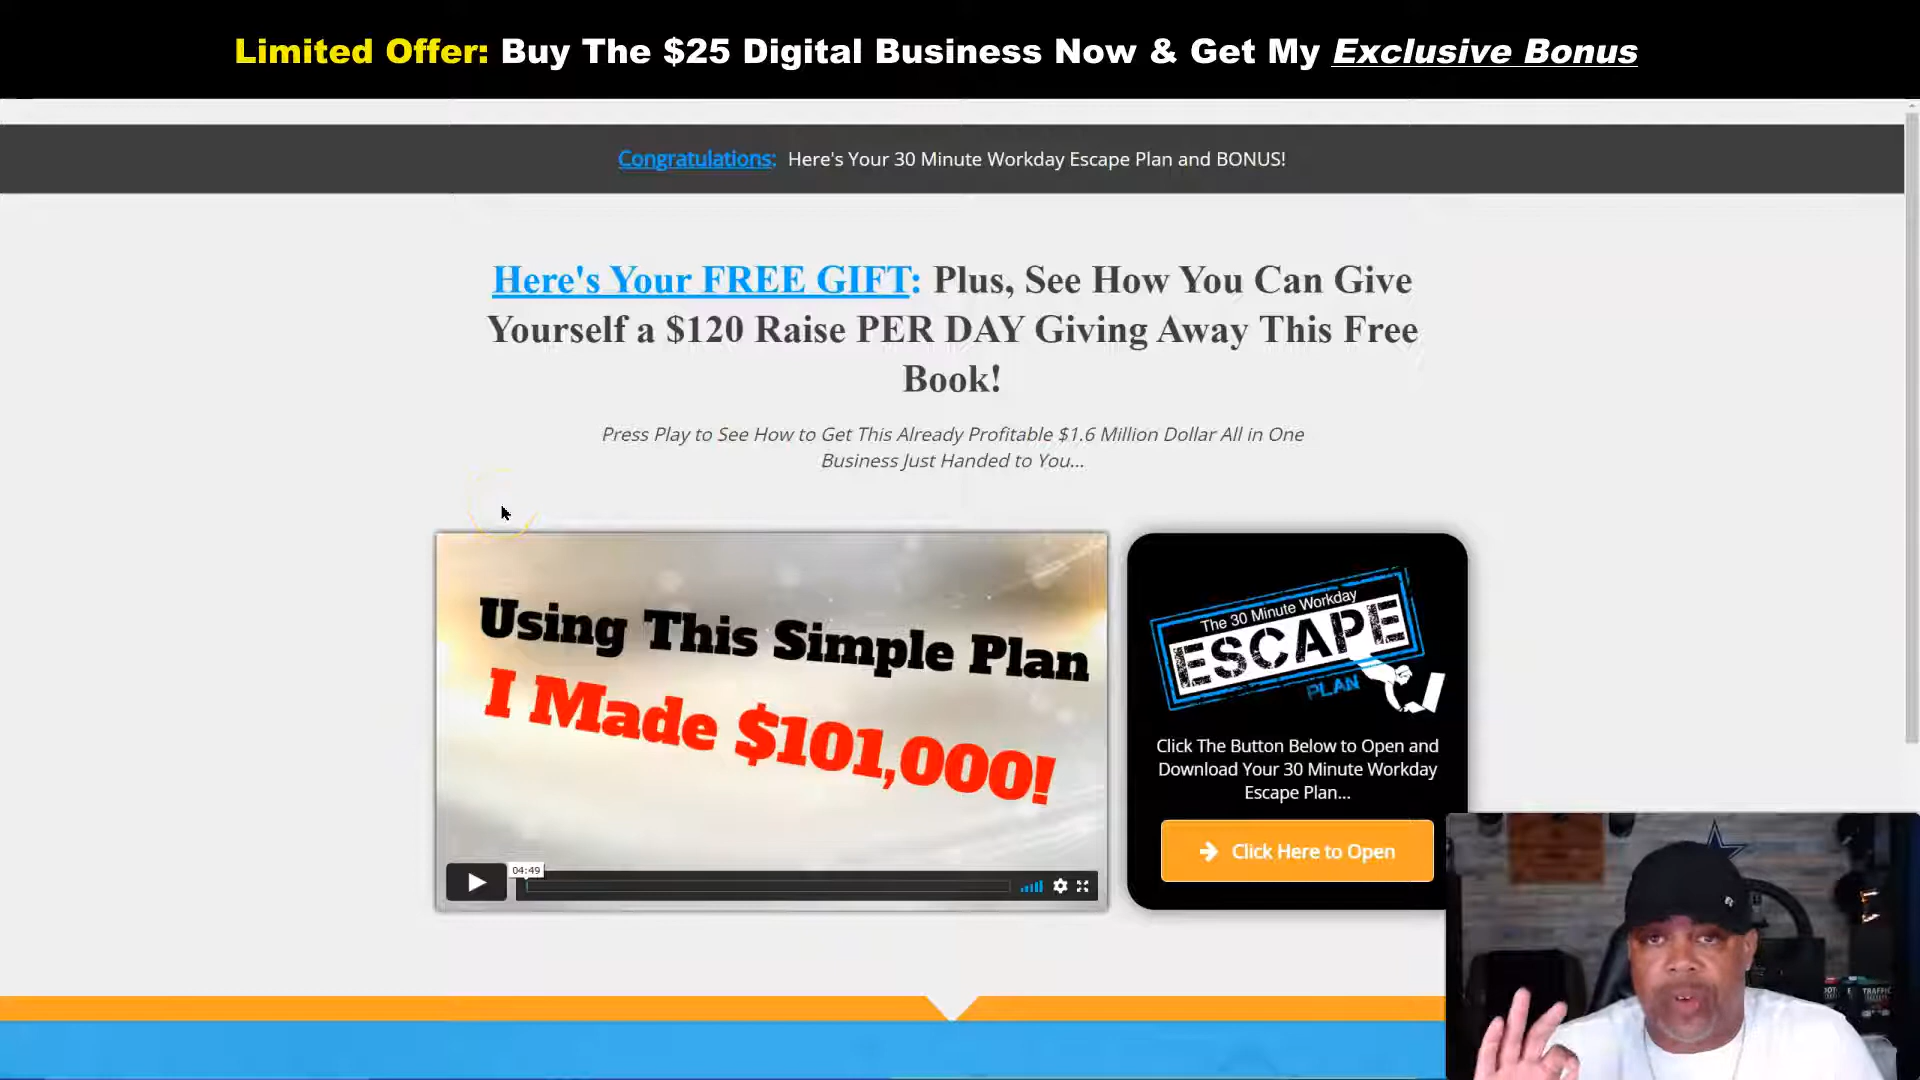 Limited Offer: Buy The $25 Digital Business Now & Get My Exclusive Bonus
Congratulations: Here's Your 30 Minute Workday Escape Plan and BONUS!
Here's Your FREE GIFT: Plus, See How You Can Give
Yourself a $120 Raise PER DAY Giving Away This Free
Book!
Press Play to See How to Get This Already Profitable $1.6 Million Dollar All in One
Business Just Handed to You...
Using This Simple Plan
I Made $101,000!
04:49
The 30 Minute Workday
ESCAPE
PLAN
Click The Button Below to Open and
Download Your 30 Minute Workday
Escape Plan...
Click Here to Open
TRAFFIC